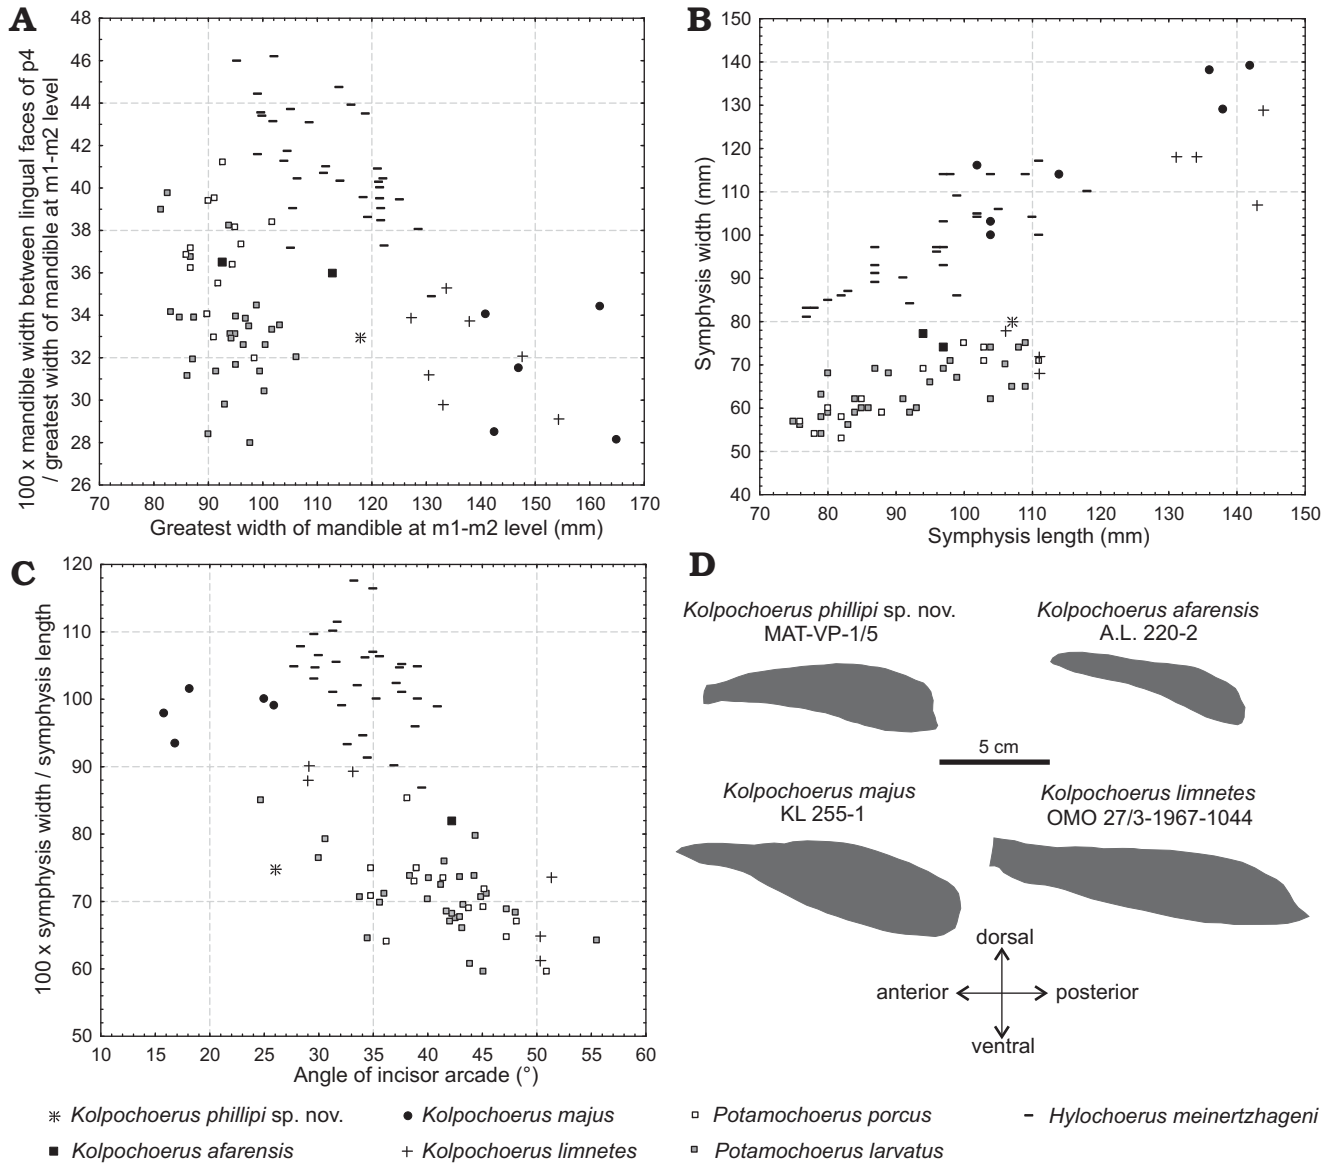 A
100 x mandible width between lingual faces of p4
/ greatest width of mandible at m1-m2 level
48
46
44
42
40
38
36
34
32
30
28
26
70 80 90 100 110 120 130 140 150 160 170
Greatest width of mandible at m1-m2 level (mm)
B
Symphysis width (mm)
150
140
130
120
110
100
90
80
70
60
50
40
70 80 90 100 110 120 130 140 150
Symphysis length (mm)
C
100 x symphysis width / symphysis length
120
110
100
90
80
70
60
50
10 15 20 25 30 35 40 45 50 55 60
Angle of incisor arcade (°)
D
Kolpochoerus phillipi sp. nov.
MAT-VP-1/5
Kolpochoerus afarensis
A.L. 220-2
5 cm
Kolpochoerus majus
KL 255-1
Kolpochoerus limnetes
OMO 27/3-1967-1044
dorsal
anterior posterior
ventral
Kolpochoerus phillipi sp. nov.
Kolpochoerus majus
Potamochoerus porcus
Hylochoerus meinertzhageni
Kolpochoerus afarensis
Kolpochoerus limnetes
Potamochoerus larvatus